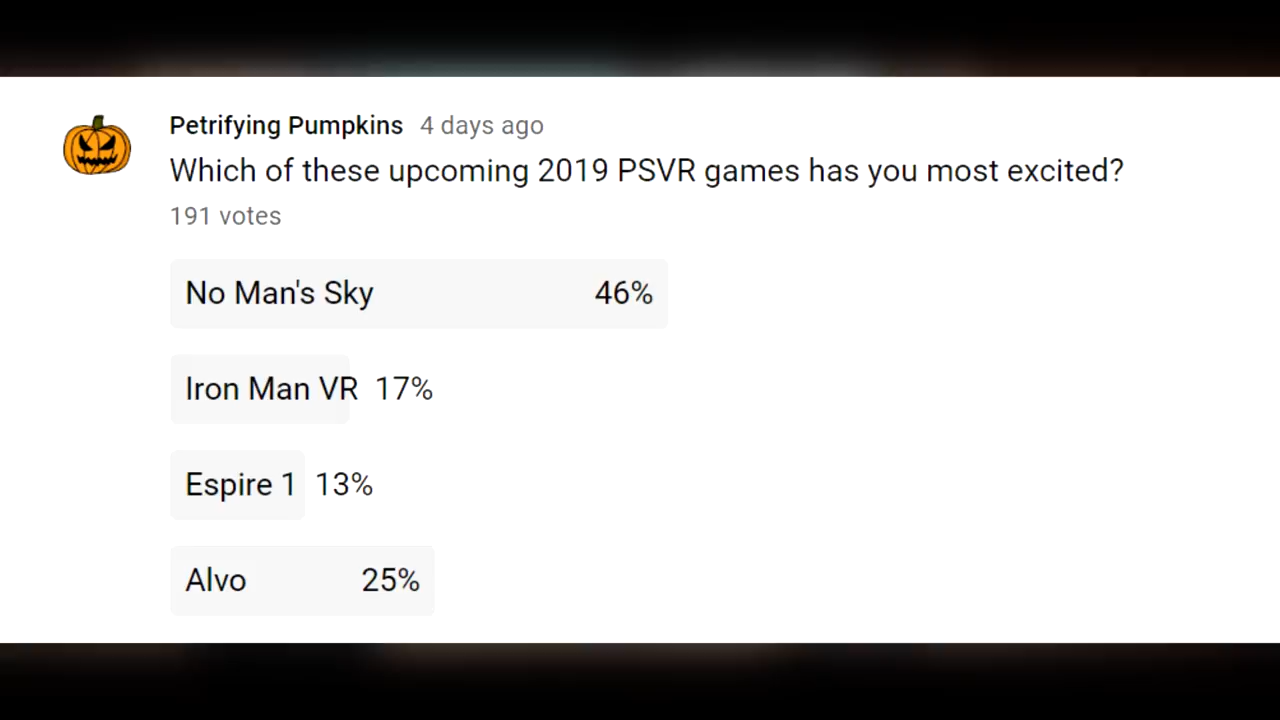 Petrifying Pumpkins 4 days ago
Which of these upcoming 2019 PSVR games has you most excited?
191 votes
No Man's Sky 46%
Iron Man VR 17%
Espire 1 13%
Alvo 25%